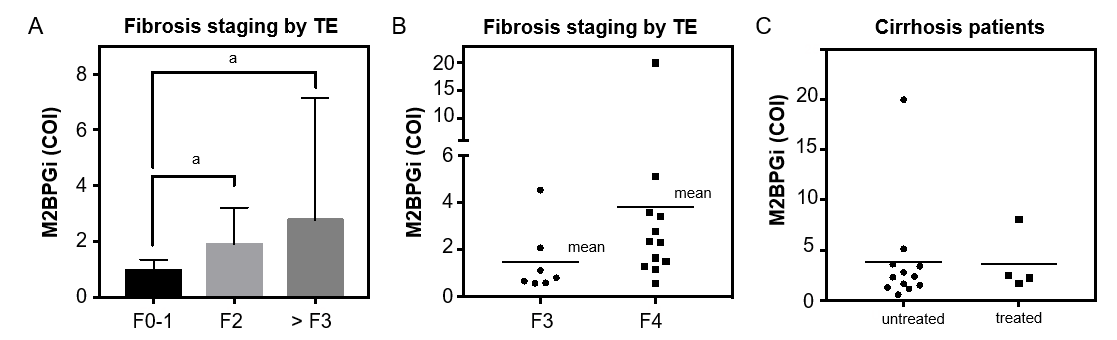 A
Fibrosis staging by TE
M2BPGi (COI)
8
6
4
2
0
a
a
F0-1
F2
> F3
B
Fibrosis staging by TE
M2BPGi (COI)
20
15
10
6
4
2
0
mean
mean
F3
F4
C
Cirrhosis patients
M2BPGi (COI)
20
15
10
5
0
untreated
treated